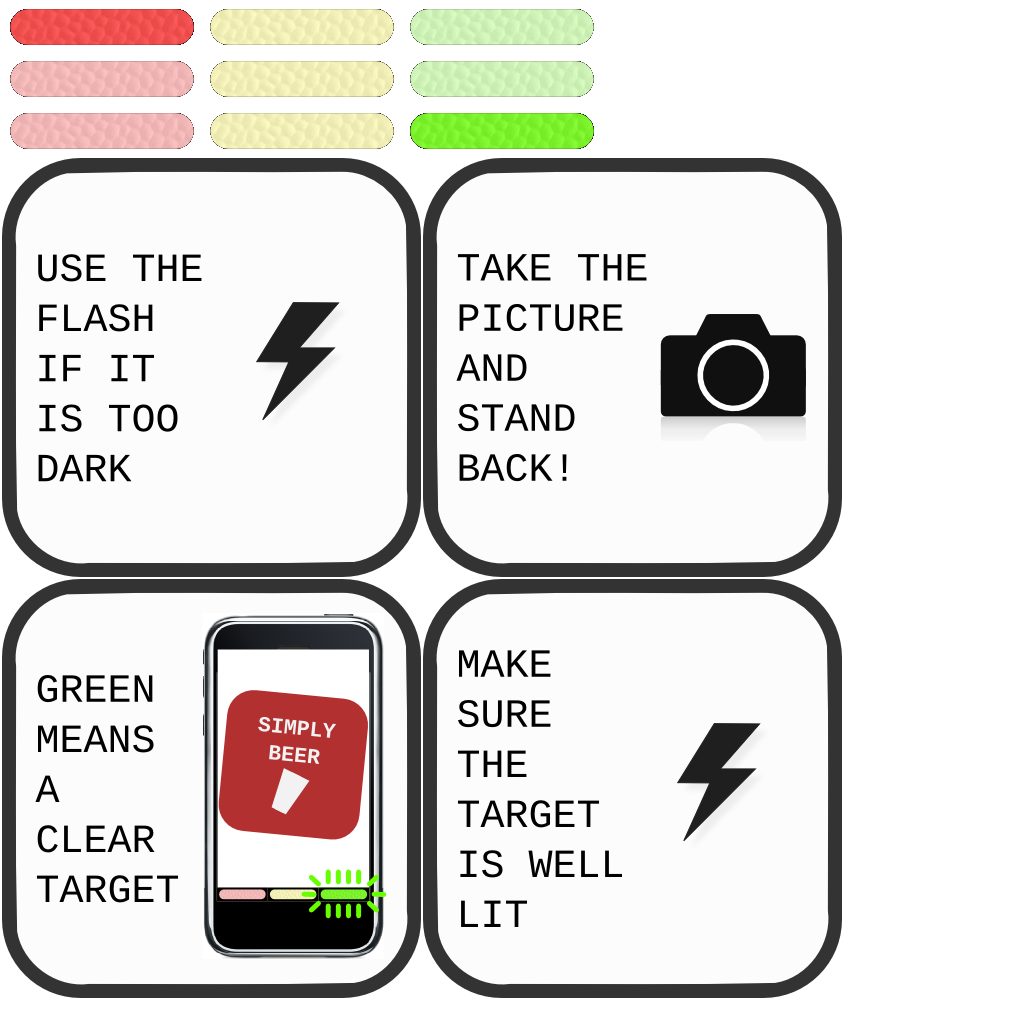 USE THE
FLASH
IF IT
IS TOO
DARK
TAKE THE
PICTURE
AND
STAND
BACK!
GREEN
MEANS
A
CLEAR
TARGET
SIMPLY
BEER
MAKE
SURE
THE
TARGET
IS WELL
LIT